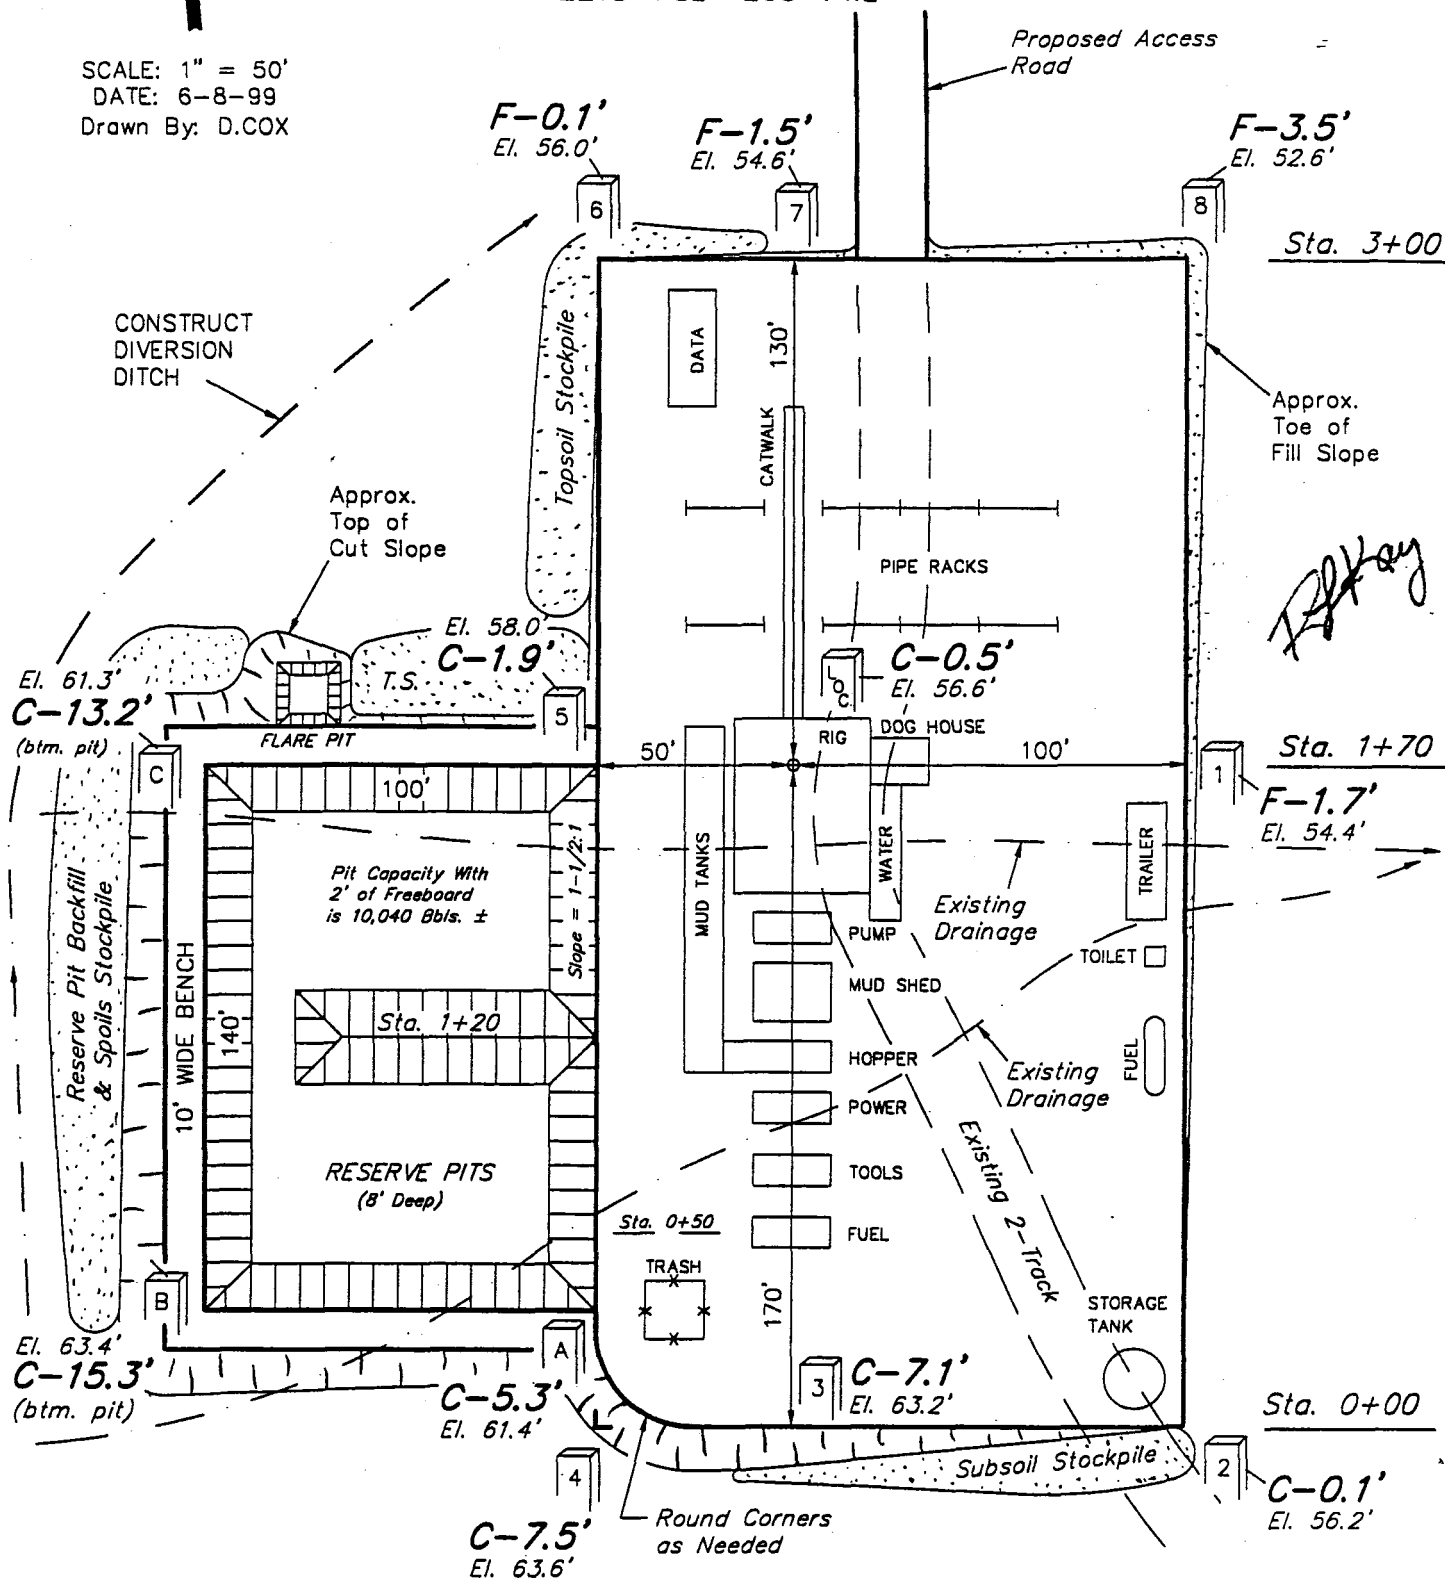 SCALE: 1" = 50'
DATE: 6-8-99
Drawn By: D.COX
Proposed Access
Road
F-0.1'
El. 56.0'
F-1.5'
El. 54.6'
F-3.5'
El. 52.6'
6
7
8
Sta. 3+00
CONSTRUCT
DIVERSION
DITCH
Topsoil Stockpile
DATA
130'
CATWALK
Approx.
Toe of
Fill Slope
Approx.
Top of
Cut Slope
PIPE RACKS
El. 58.0'
C-1.9'
T.S.
El. 61.3'
C-13.2'
(btm. pit)
FLARE PIT
5
C
LOC.
C-0.5'
El. 56.6'
RIG
DOG HOUSE
50'
100'
1
Sta. 1+70
F-1.7'
El. 54.4'
100'
Pit Capacity With
2' of Freeboard
is 10,040 Bbls. ±
Slope = 1-1/2:1
MUD TANKS
WATER
TRAILER
Existing
Drainage
PUMP
TOILET
MUD SHED
Reserve Pit Backfill
& Spoils Stockpile
10' WIDE BENCH
140'
Sta. 1+20
HOPPER
FUEL
Existing
Drainage
POWER
Existing 2-Track
RESERVE PITS
(8' Deep)
TOOLS
Sta. 0+50
FUEL
TRASH
170'
STORAGE
TANK
B
El. 63.4'
C-15.3'
(btm. pit)
A
C-5.3'
El. 61.4'
3
C-7.1'
El. 63.2'
Sta. 0+00
Subsoil Stockpile
2
C-0.1'
El. 56.2'
4
C-7.5'
El. 63.6'
Round Corners
as Needed